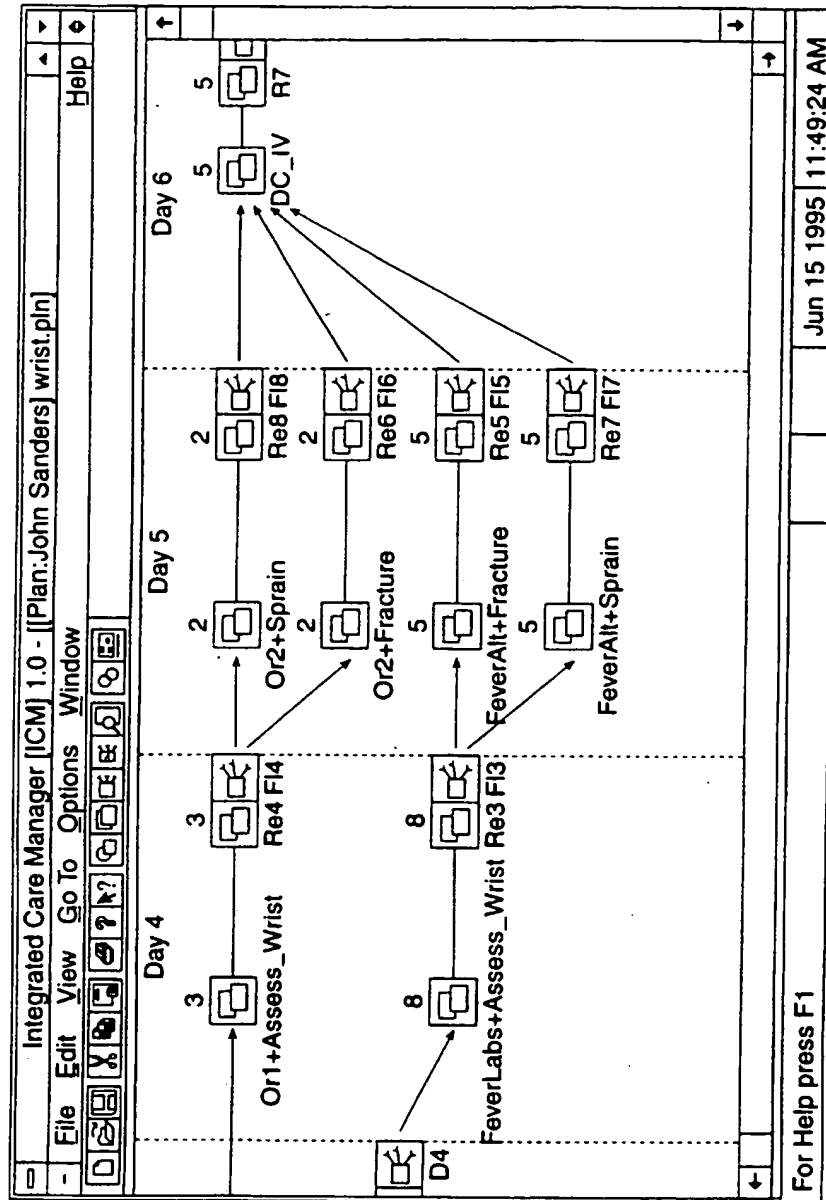 Integrated Care Manager [ICM] 1.0 - [[Plan:John Sanders] wrist.pln]
File Edit View Go To Options Window Help
Day 4 Day 5 Day 6
3 3 2 2 5 5
Or1+Assess_Wrist Re4 Fl4 Or2+Sprain Re8 Fl8 DC_IV R7
2 2
Or2+Fracture Re6 Fl6
D4
8 8 5 5
FeverLabs+Assess_Wrist Re3 Fl3 FeverAlt+Fracture Re5 Fl5
5 5
FeverAlt+Sprain Re7 Fl7
For Help press F1 Jun 15 1995 11:49:24 AM